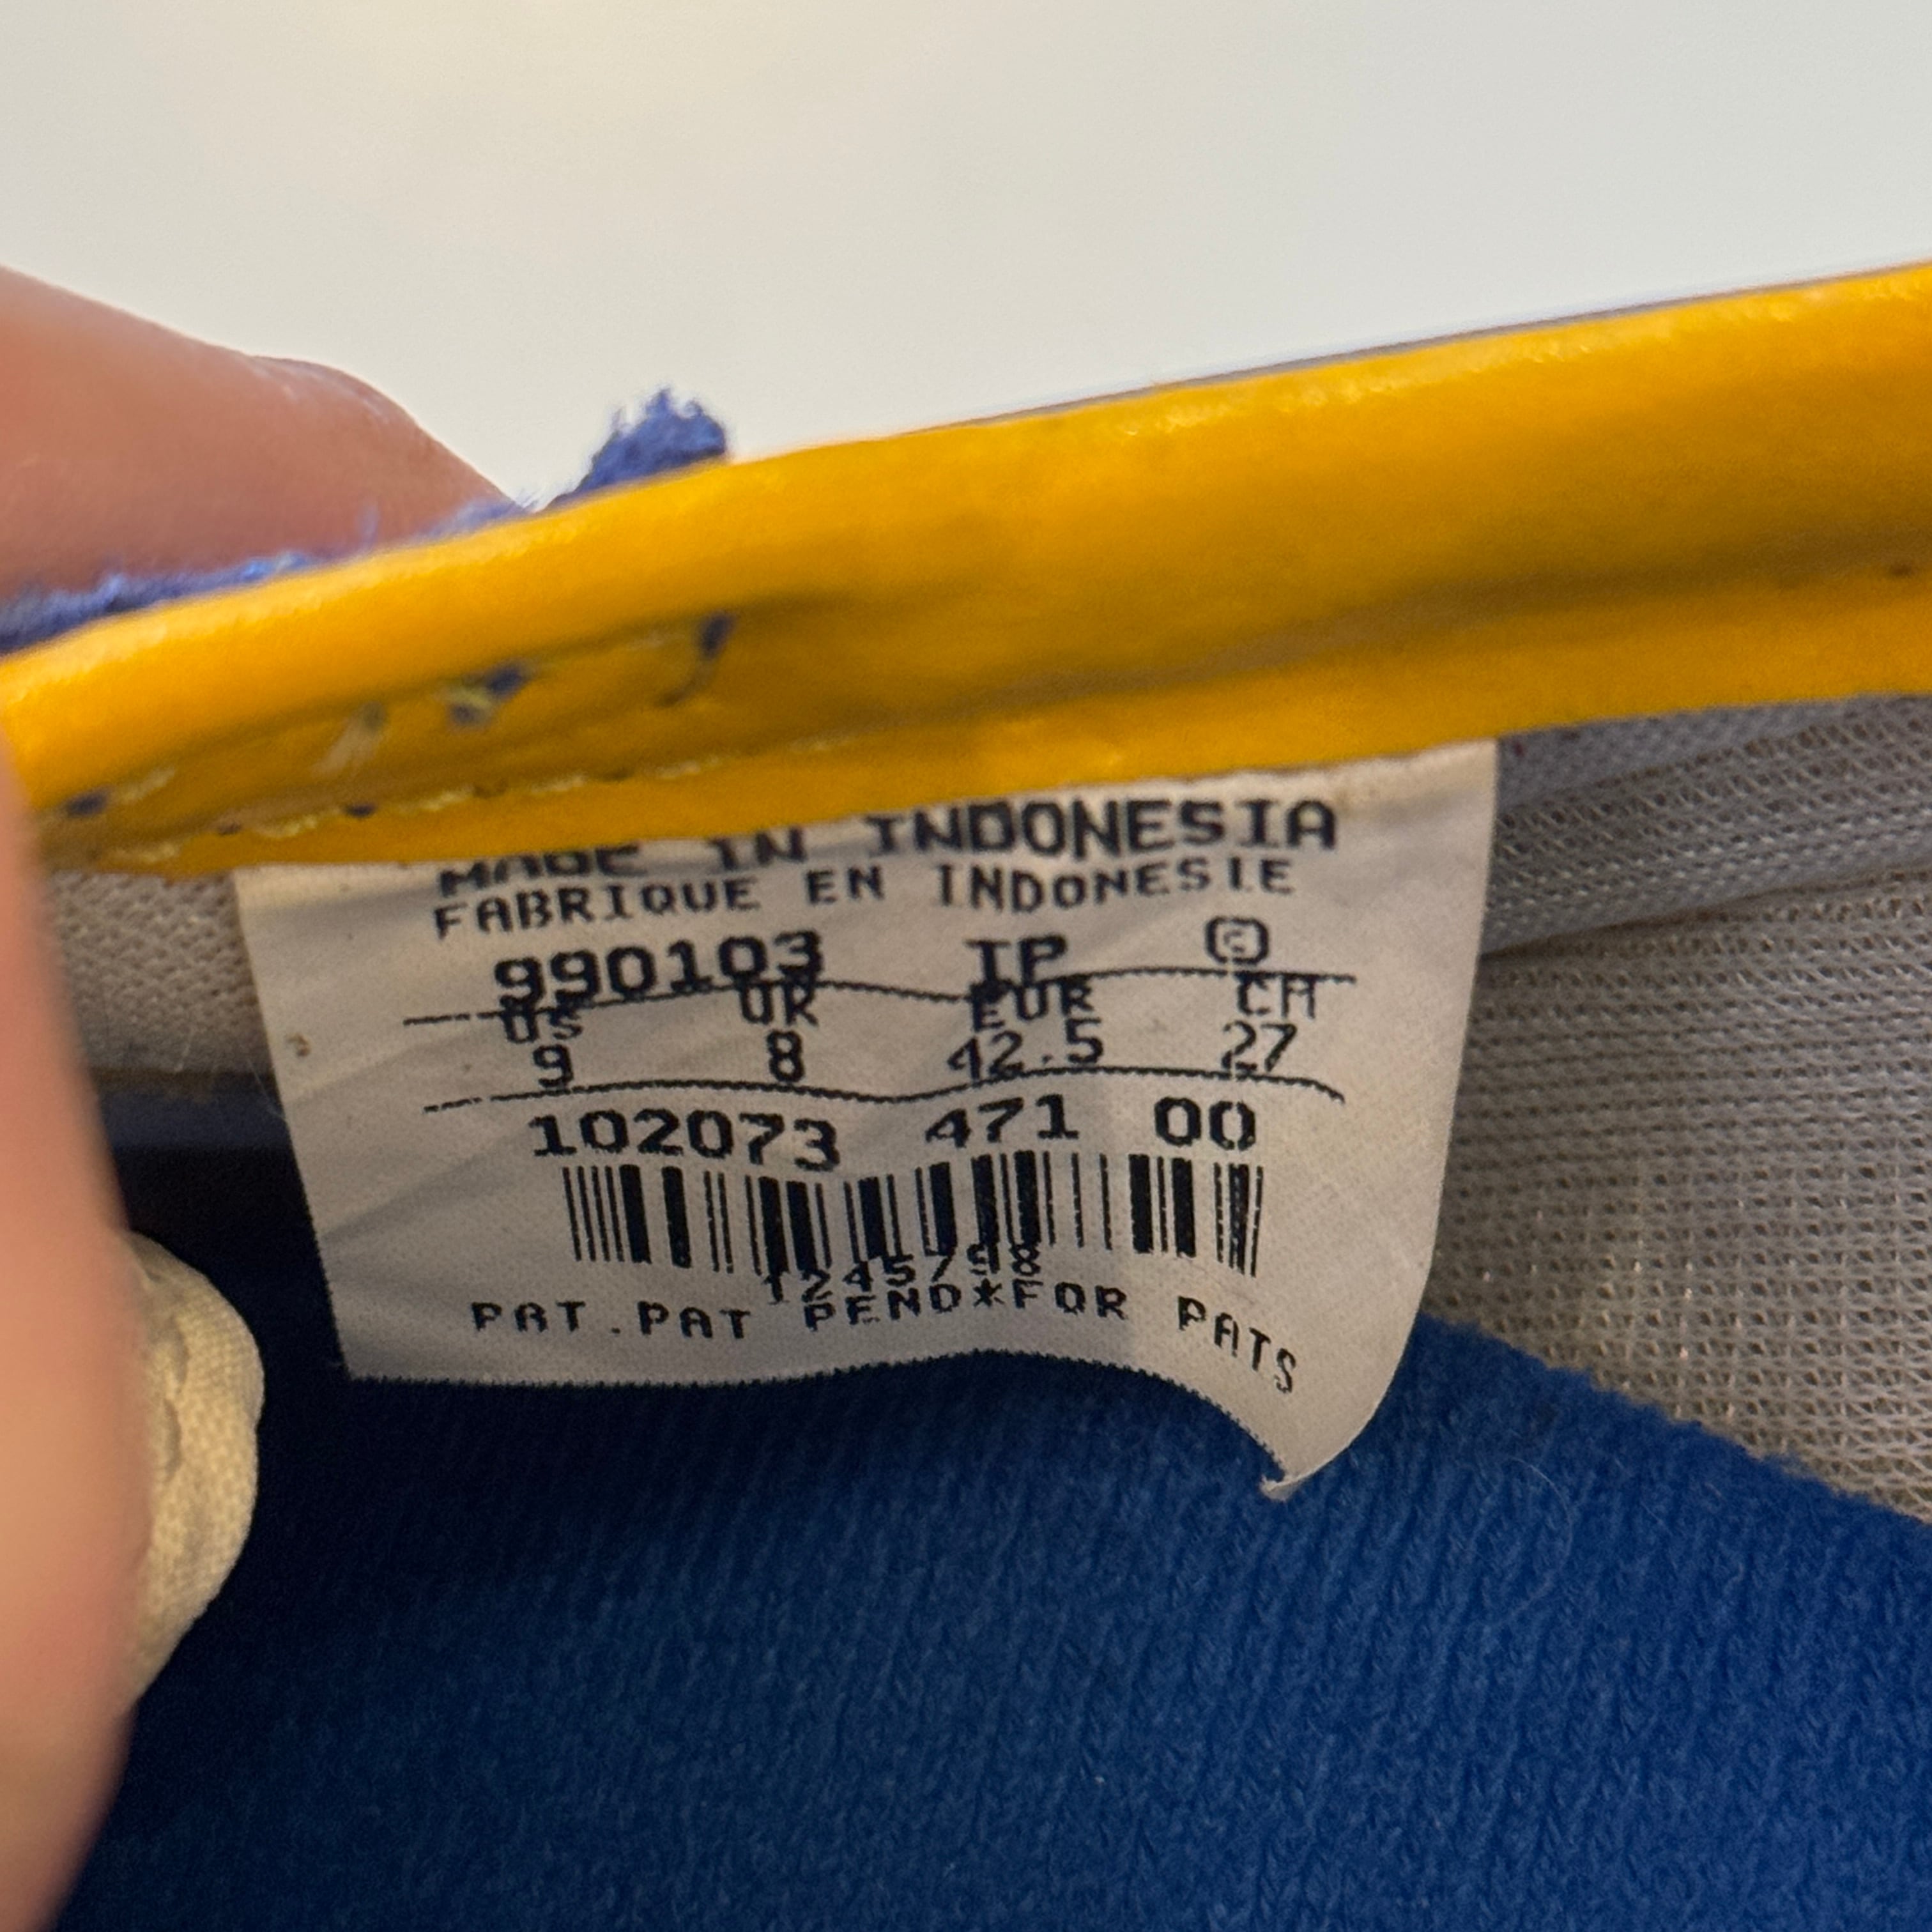 MADE IN INDONESIA
FABRIQUE EN INDONESIE
990103 IP ©
US UK EUR CM
9 8 42.5 27
102073 471 00
1245798
PAT.PAT PEND*FOR PATS